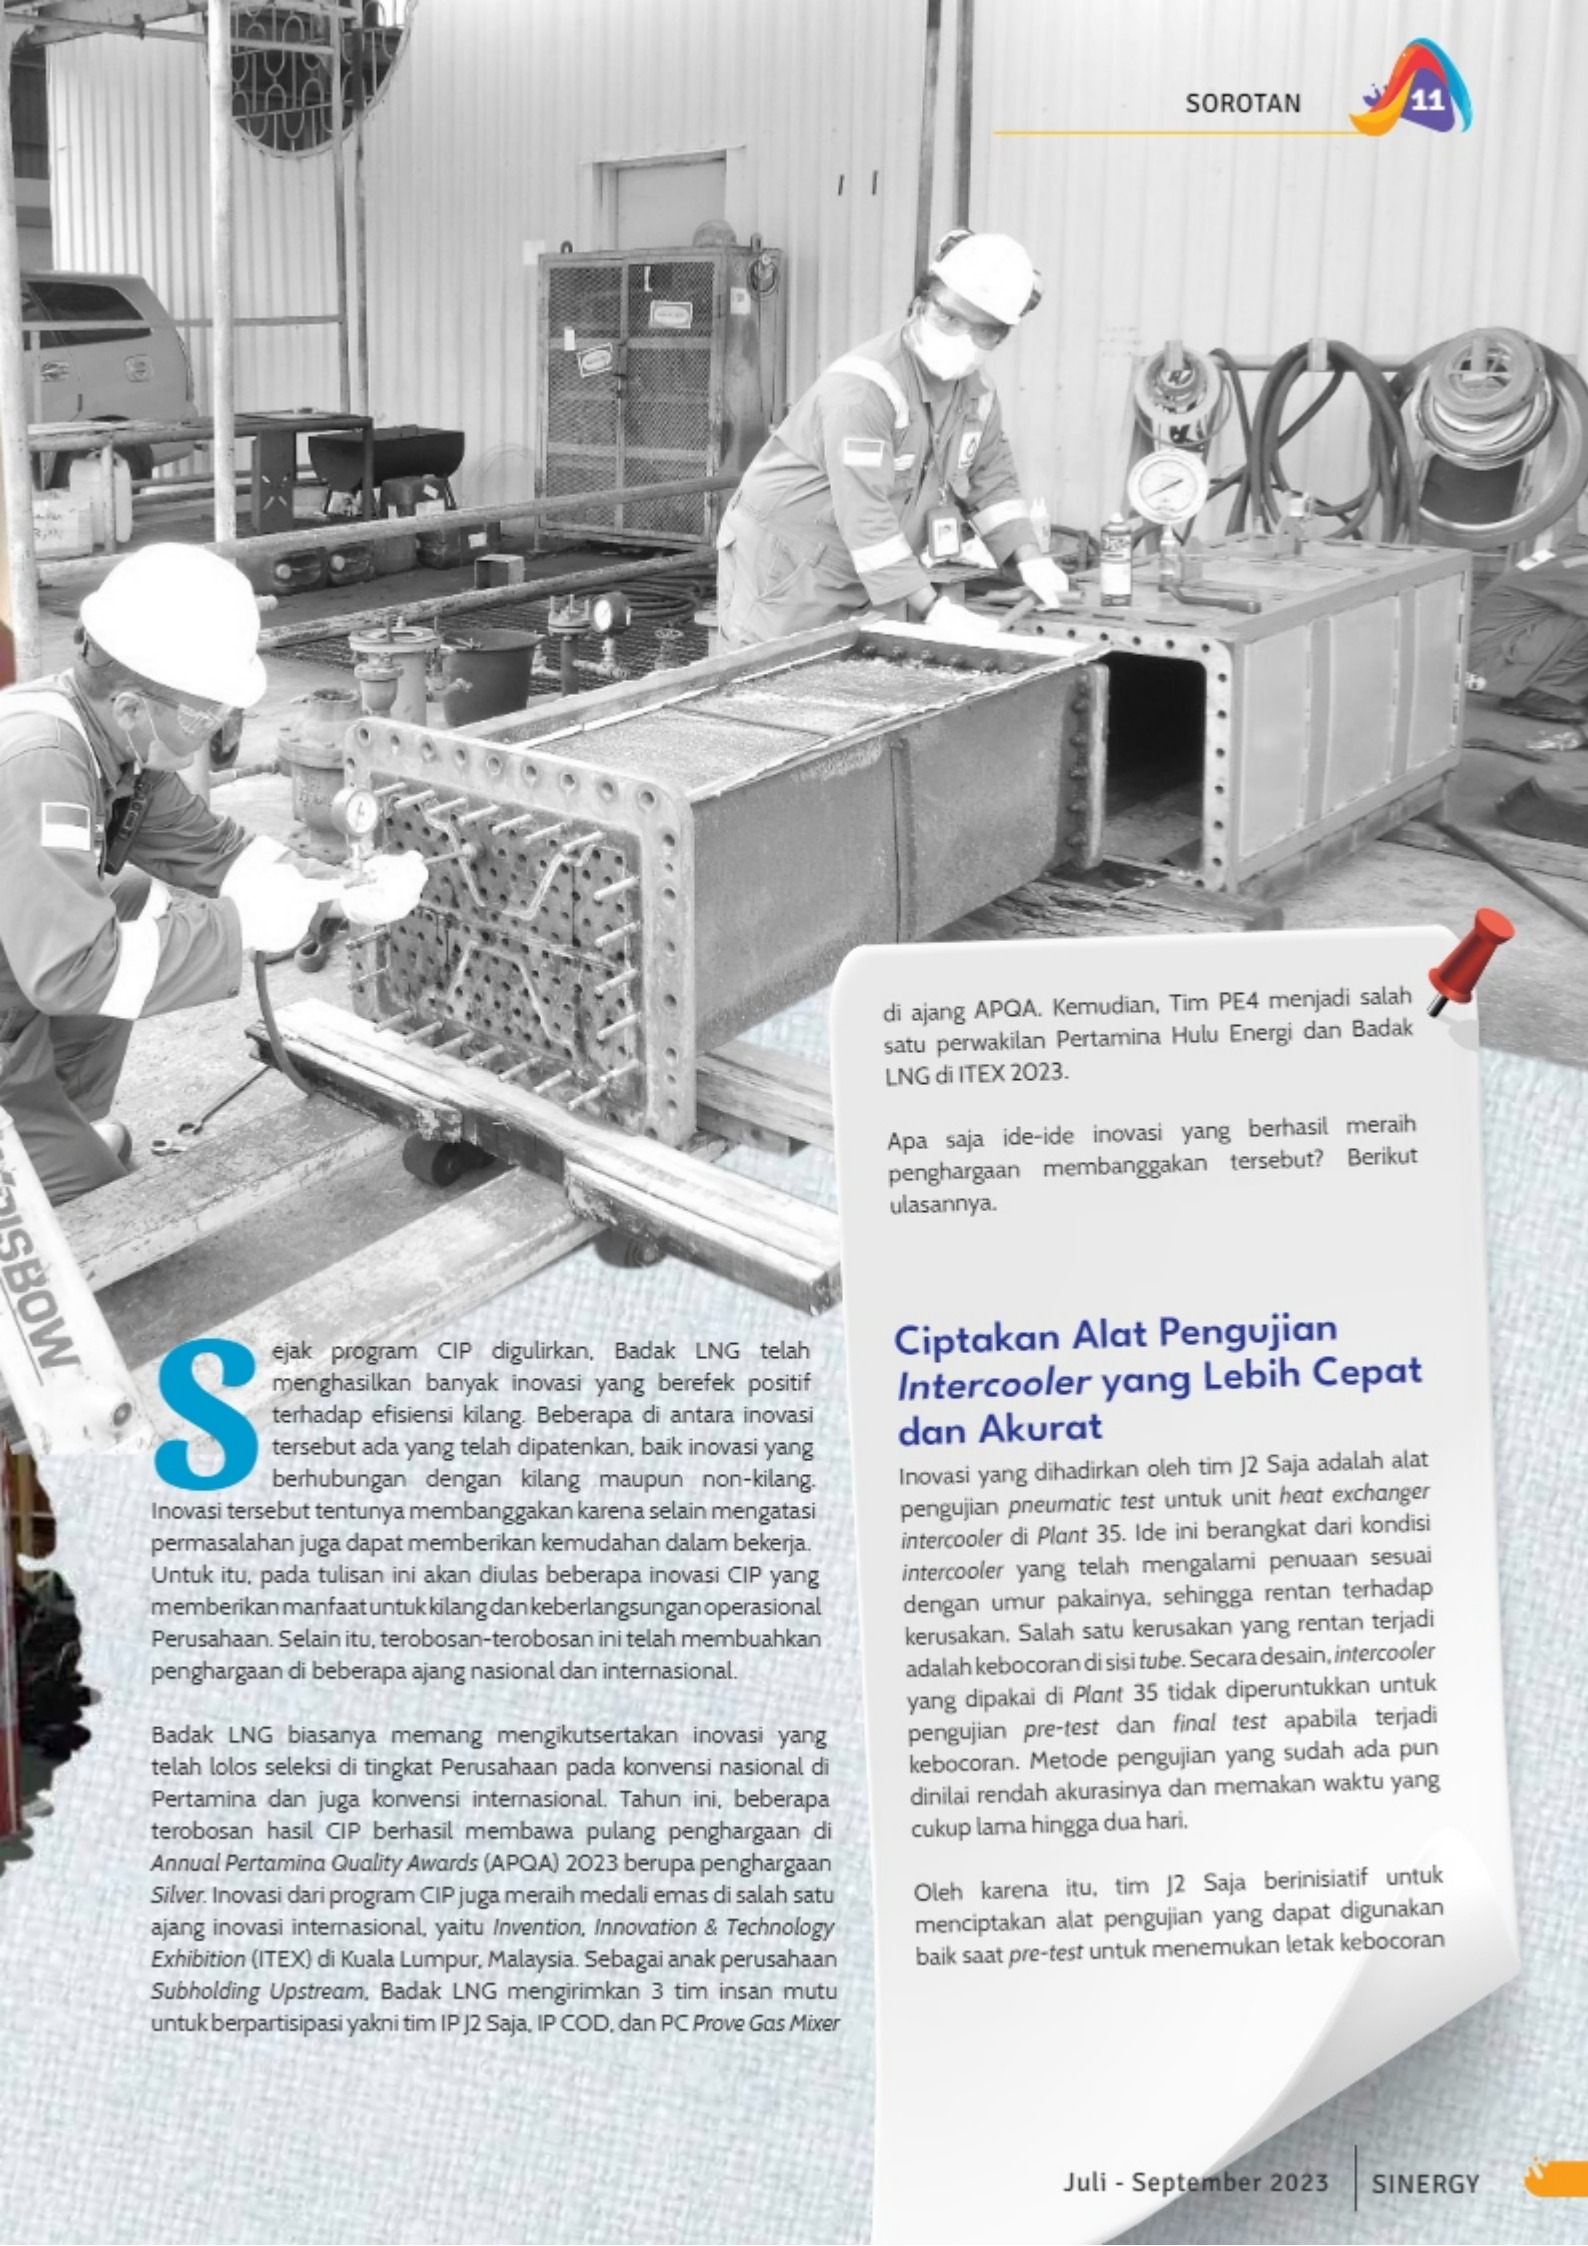 SOROTAN
11
Sejak program CIP digulirkan, Badak LNG telah
menghasilkan banyak inovasi yang berefek positif
terhadap efisiensi kilang. Beberapa di antara inovasi
tersebut ada yang telah dipatenkan, baik inovasi yang
berhubungan dengan kilang maupun non-kilang.
Inovasi tersebut tentunya membanggakan karena selain mengatasi
permasalahan juga dapat memberikan kemudahan dalam bekerja.
Untuk itu, pada tulisan ini akan diulas beberapa inovasi CIP yang
memberikan manfaat untuk kilang dan keberlangsungan operasional
Perusahaan. Selain itu, terobosan-terobosan ini telah membuahkan
penghargaan di beberapa ajang nasional dan internasional.
Badak LNG biasanya memang mengikutsertakan inovasi yang
telah lolos seleksi di tingkat Perusahaan pada konvensi nasional di
Pertamina dan juga konvensi internasional. Tahun ini, beberapa
terobosan hasil CIP berhasil membawa pulang penghargaan di
Annual Pertamina Quality Awards (APQA) 2023 berupa penghargaan
Silver. Inovasi dari program CIP juga meraih medali emas di salah satu
ajang inovasi internasional, yaitu Invention, Innovation & Technology
Exhibition (ITEX) di Kuala Lumpur, Malaysia. Sebagai anak perusahaan
Subholding Upstream, Badak LNG mengirimkan 3 tim insan mutu
untuk berpartisipasi yakni tim IP J2 Saja, IP COD, dan PC Prove Gas Mixer
di ajang APQA. Kemudian, Tim PE4 menjadi salah
satu perwakilan Pertamina Hulu Energi dan Badak
LNG di ITEX 2023.
Apa saja ide-ide inovasi yang berhasil meraih
penghargaan membanggakan tersebut? Berikut
ulasannya.
Ciptakan Alat Pengujian
Intercooler yang Lebih Cepat
dan Akurat
Inovasi yang dihadirkan oleh tim J2 Saja adalah alat
pengujian pneumatic test untuk unit heat exchanger
intercooler di Plant 35. Ide ini berangkat dari kondisi
intercooler yang telah mengalami penuaan sesuai
dengan umur pakainya, sehingga rentan terhadap
kerusakan. Salah satu kerusakan yang rentan terjadi
adalah kebocoran di sisi tube. Secara desain, intercooler
yang dipakai di Plant 35 tidak diperuntukkan untuk
pengujian pre-test dan final test apabila terjadi
kebocoran. Metode pengujian yang sudah ada pun
dinilai rendah akurasinya dan memakan waktu yang
cukup lama hingga dua hari.
Oleh karena itu, tim J2 Saja berinisiatif untuk
menciptakan alat pengujian yang dapat digunakan
baik saat pre-test untuk menemukan letak kebocoran
Juli - September 2023
SINERGY